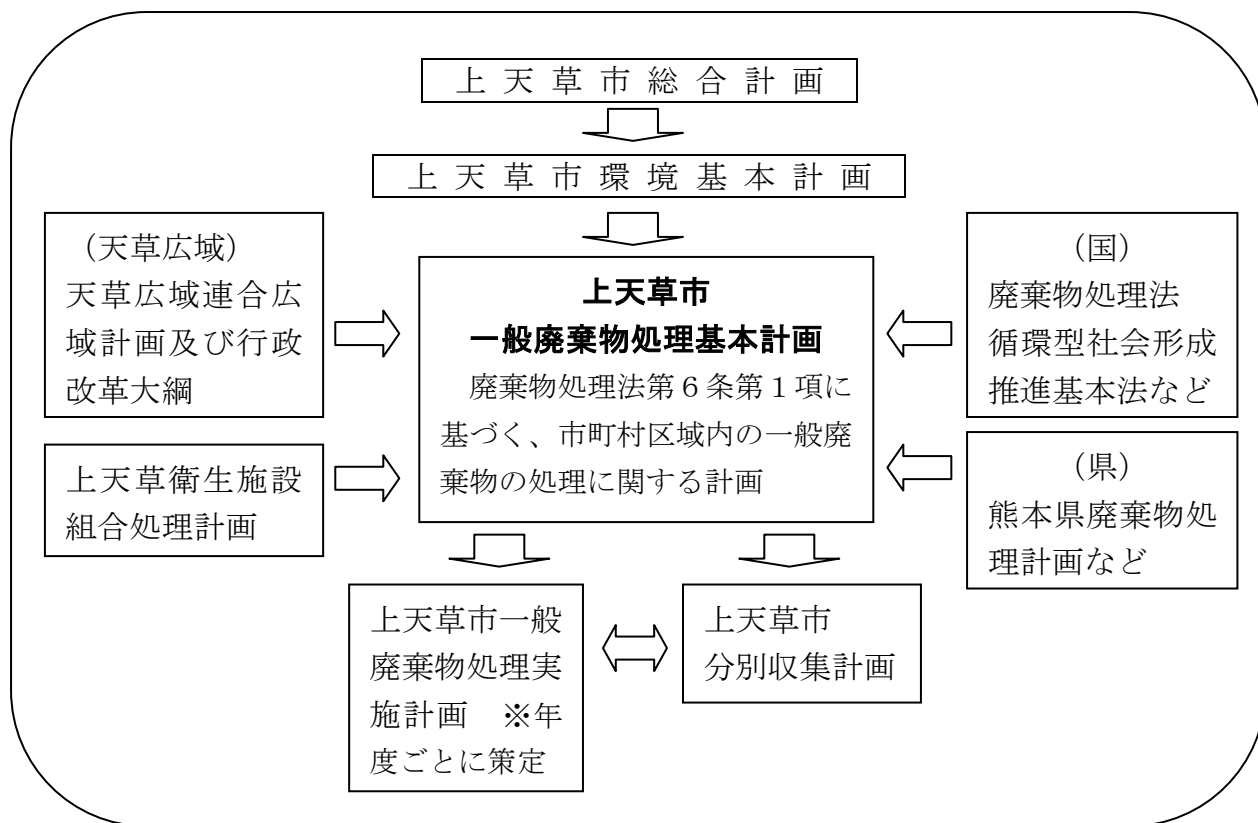 上天草市総合計画
上天草市環境基本計画
（天草広域）
天草広域連合広
域計画及び行政
改革大綱
上天草衛生施設
組合処理計画
上天草市
一般廃棄物処理基本計画
廃棄物処理法第６条第１項に
基づく、市町村区域内の一般廃
棄物の処理に関する計画
（国）
廃棄物処理法
循環型社会形成
推進基本法など
（県）
熊本県廃棄物処
理計画など
上天草市一般
廃棄物処理実
施計画　※年
度ごとに策定
上天草市
分別収集計画